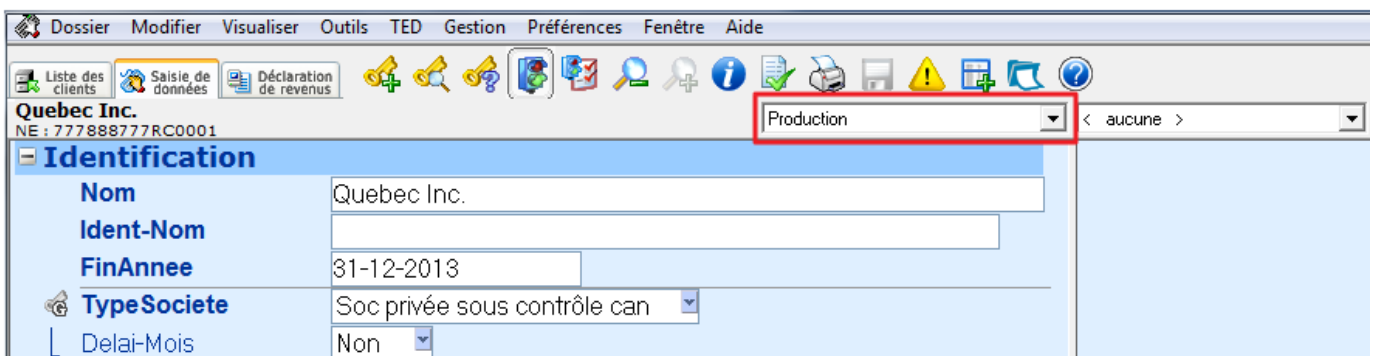 Dossier Modifier Visualiser Outils TED Gestion Préférences Fenêtre Aide
Liste des clients
Saisie de données
Déclaration de revenus
Quebec Inc.
NE : 777888777RC0001
Production
< aucune >
Identification
Nom Quebec Inc.
Ident-Nom
FinAnnee 31-12-2013
TypeSociete Soc privée sous contrôle can
Delai-Mois Non